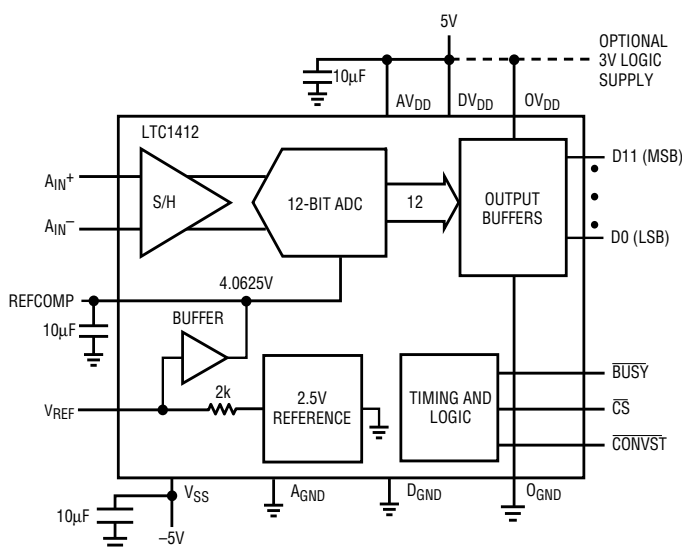 5V
OPTIONAL
3V LOGIC
SUPPLY
10µF
AVDD
DVDD
OVDD
LTC1412
AIN+
S/H
12-BIT ADC
12
OUTPUT
BUFFERS
D11 (MSB)
AIN–
D0 (LSB)
4.0625V
REFCOMP
10µF
BUFFER
2k
VREF
2.5V
REFERENCE
TIMING AND
LOGIC
BUSY
CS
CONVST
VSS
AGND
DGND
OGND
10µF
–5V